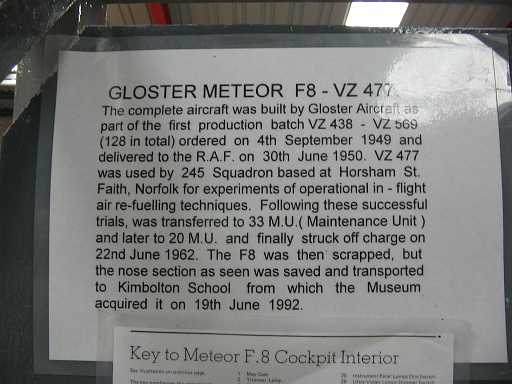 GLOSTER METEOR F8 - VZ 477
The complete aircraft was built by Gloster Aircraft as
part of the first production batch VZ 438 - VZ 569
(128 in total) ordered on 4th September 1949 and
delivered to the R.A.F. on 30th June 1950. VZ 477
was used by 245 Squadron based at Horsham St.
Faith, Norfolk for experiments of operational in - flight
air re-fuelling techniques. Following these successful
trials, was transferred to 33 M.U.( Maintenance Unit )
and later to 20 M.U. and finally struck off charge on
22nd June 1962. The F8 was then scrapped, but
the nose section as seen was saved and transported
to Kimbolton School from which the Museum
acquired it on 19th June 1992.
Key to Meteor F.8 Cockpit Interior